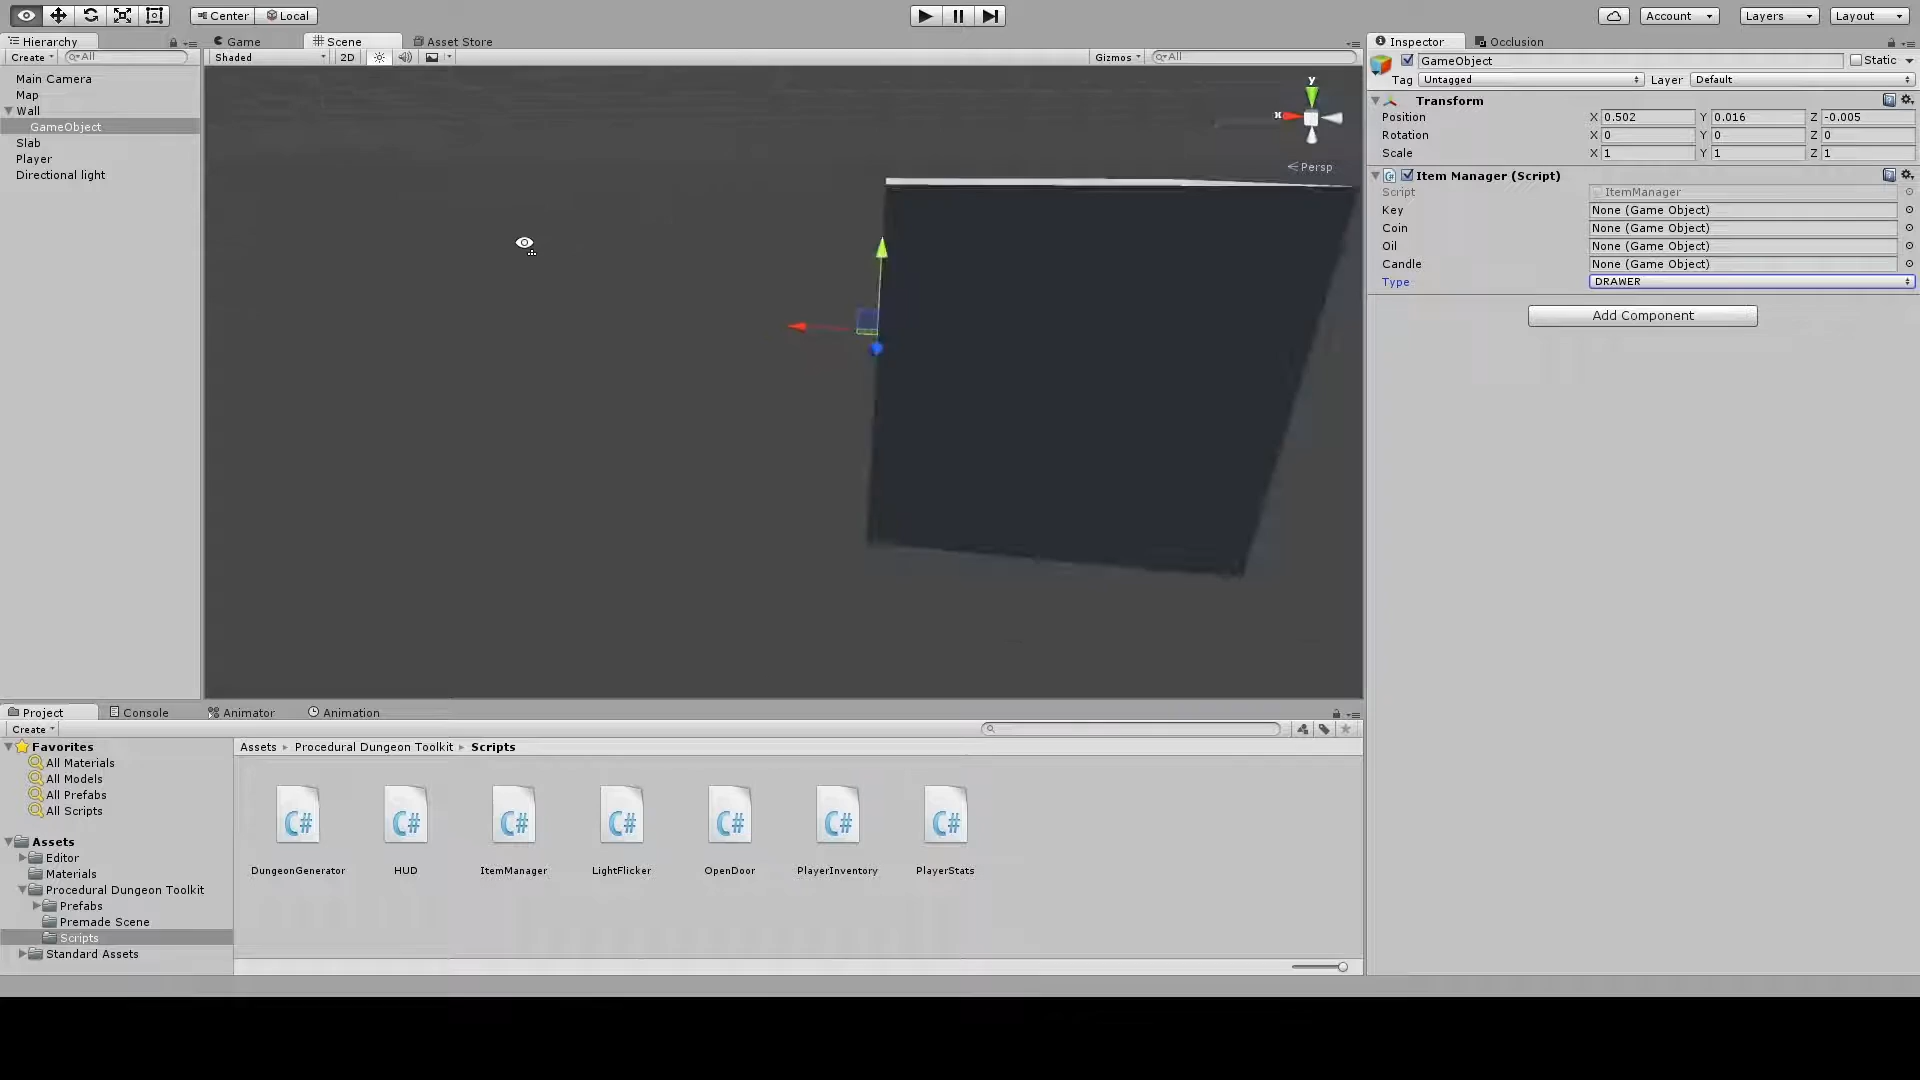 Center Local
Account Layers Layout
Hierarchy
Game Scene Asset Store
Inspector Occlusion
Create All
Shaded 2D Gizmos All
GameObject Static
Tag Untagged Layer Default
Main Camera
Map
Wall
GameObject
Slab
Player
Directional light
y
x
Persp
Transform
Position X 0.502 Y 0.016 Z -0.005
Rotation X 0 Y 0 Z 0
Scale X 1 Y 1 Z 1
Item Manager (Script)
Script ItemManager
Key None (Game Object)
Coin None (Game Object)
Oil None (Game Object)
Candle None (Game Object)
Type DRAWER
Add Component
Project Console Animator Animation
Create
Favorites
All Materials
All Models
All Prefabs
All Scripts
Assets
Editor
Materials
Procedural Dungeon Toolkit
Prefabs
Premade Scene
Scripts
Standard Assets
Assets Procedural Dungeon Toolkit Scripts
C# C# C# C# C# C# C#
DungeonGenerator HUD ItemManager LightFlicker OpenDoor PlayerInventory PlayerStats